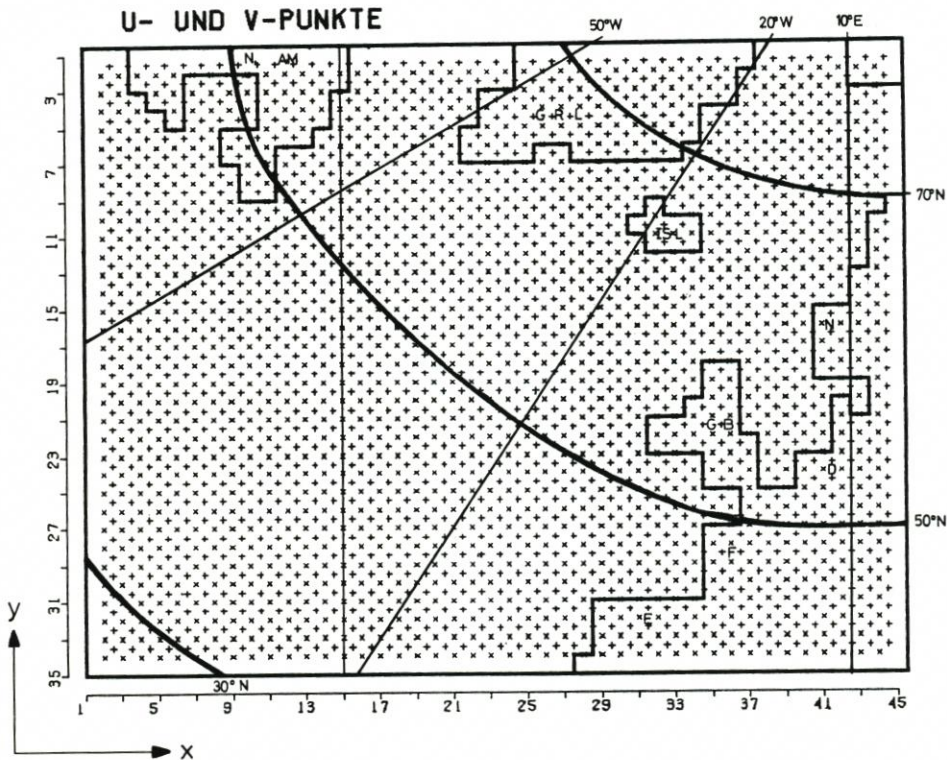 U- UND V-PUNKTE
50°W
20°W
10°E
N. AM
G R L
3
7
70°N
ISL
11
15
N
19
G B
23
D
27
50°N
F
31
E
y
35
30° N
1 5 9 13 17 21 25 29 33 37 41 45
x